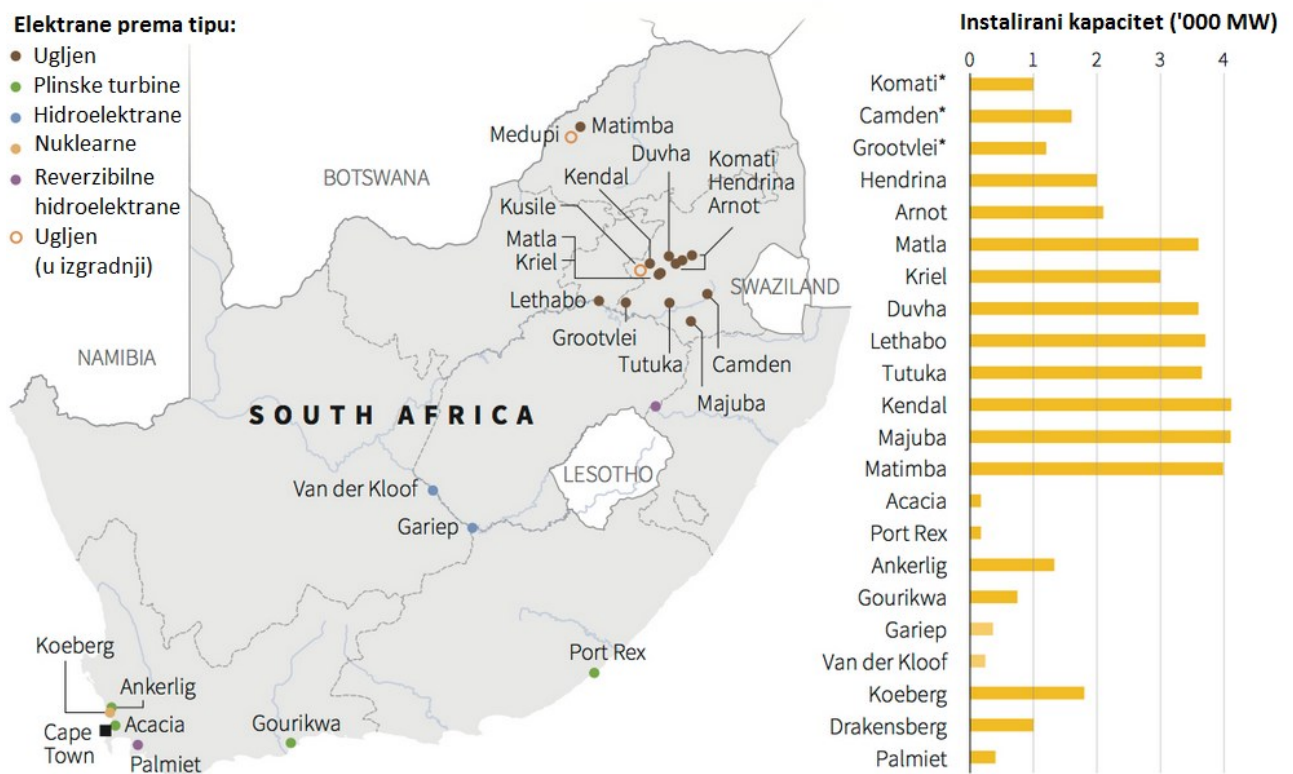 Elektrane prema tipu:
Ugljen
Plinske turbine
Hidroelektrane
Nuklearne
Reverzibilne
hidroelektrane
Ugljen
(u izgradnji)
BOTSWANA
NAMIBIA
SOUTH AFRICA
SWAZILAND
LESOTHO
Medupi
Matimba
Duvha
Kendal
Komati
Hendrina
Arnot
Kusile
Matla
Kriel
Lethabo
Grootvlei
Tutuka
Camden
Majuba
Van der Kloof
Gariep
Port Rex
Koeberg
Ankerlig
Acacia
Cape
Town
Palmiet
Gourikwa
Instalirani kapacitet ('000 MW)
0 1 2 3 4
Komati*
Camden*
Grootvlei*
Hendrina
Arnot
Matla
Kriel
Duvha
Lethabo
Tutuka
Kendal
Majuba
Matimba
Acacia
Port Rex
Ankerlig
Gourikwa
Gariep
Van der Kloof
Koeberg
Drakensberg
Palmiet